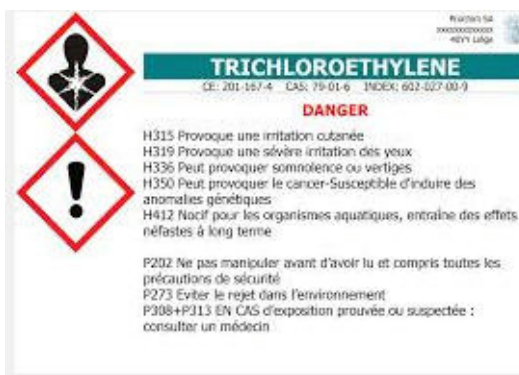 TRICHLOROETHYLENE
CE: 201-167-4 CAS: 79-01-6 INDEX: 602-027-00-9
DANGER
H315 Provoque une irritation cutanée
H319 Provoque une sévère irritation des yeux
H336 Peut provoquer somnolence ou vertiges
H350 Peut provoquer le cancer-Susceptible d'induire des
anomalies génétiques
H412 Nocif pour les organismes aquatiques, entraîne des effets
néfastes à long terme
P202 Ne pas manipuler avant d'avoir lu et compris toutes les
précautions de sécurité
P273 Eviter le rejet dans l'environnement
P308+P313 EN CAS d'exposition prouvée ou suspectée :
consulter un médecin